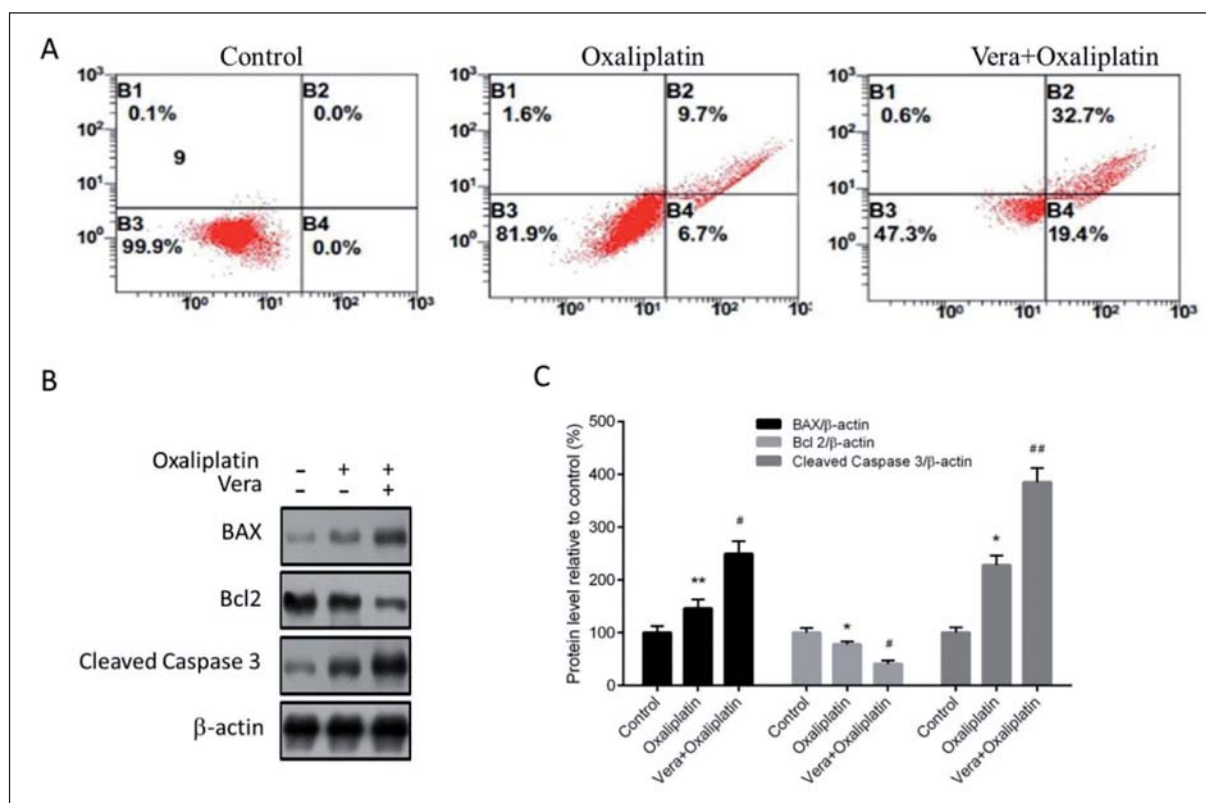 A
Control
Oxaliplatin
Vera+Oxaliplatin
10³
10²
10¹
10⁰
B1
0.1%
B2
0.0%
9
B3
99.9%
B4
0.0%
10⁰ 10¹ 10² 10³
10³
10²
10¹
10⁰
B1
1.6%
B2
9.7%
B3
81.9%
B4
6.7%
10⁰ 10¹ 10²
10³
10²
10¹
10⁰
B1
0.6%
B2
32.7%
B3
47.3%
B4
19.4%
10⁰ 10¹ 10² 10³
B
Oxaliplatin - + +
Vera - - +
BAX
Bcl2
Cleaved Caspase 3
β-actin
C
Protein level relative to control (%)
500
400
300
200
100
0
BAX/β-actin
Bcl 2/β-actin
Cleaved Caspase 3/β-actin
** # * # * ##
Control Oxaliplatin Vera+Oxaliplatin Control Oxaliplatin Vera+Oxaliplatin Control Oxaliplatin Vera+Oxaliplatin